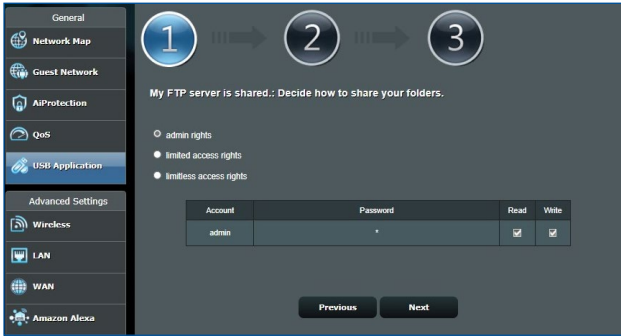 General
Network Map
Guest Network
AiProtection
QoS
USB Application
Advanced Settings
Wireless
LAN
WAN
Amazon Alexa
1 2 3
My FTP server is shared.: Decide how to share your folders.
admin rights
limited access rights
limitless access rights
Account Password Read Write
admin *
Previous Next